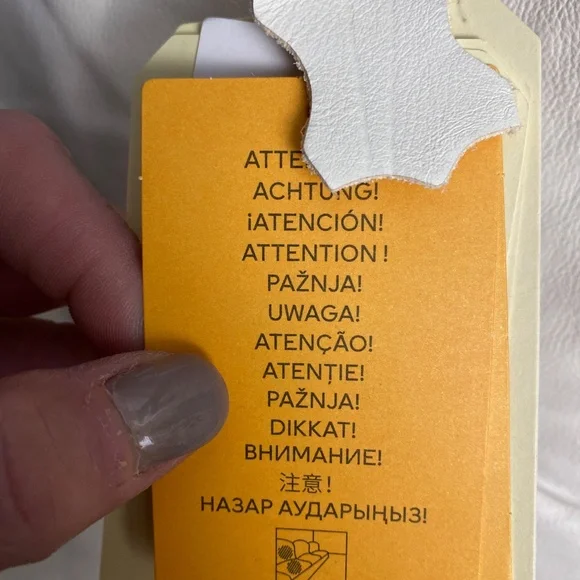 ACHTUNG!
¡ATENCIÓN!
ATTENTION !
PAŽNJA!
UWAGA!
ATENÇÃO!
ATENȚIE!
PAŽNJA!
DIKKAT!
ВНИМАНИЕ!
注意!
НАЗАР АУДАРЫҢЫЗ!